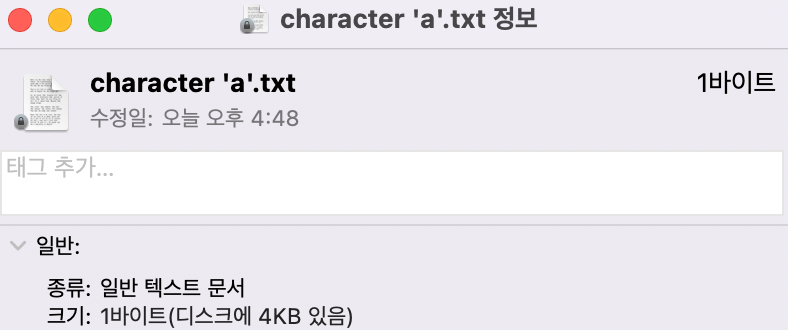 character 'a'.txt 정보
character 'a'.txt 1바이트
수정일: 오늘 오후 4:48
태그 추가...
일반:
종류: 일반 텍스트 문서
크기: 1바이트(디스크에 4KB 있음)